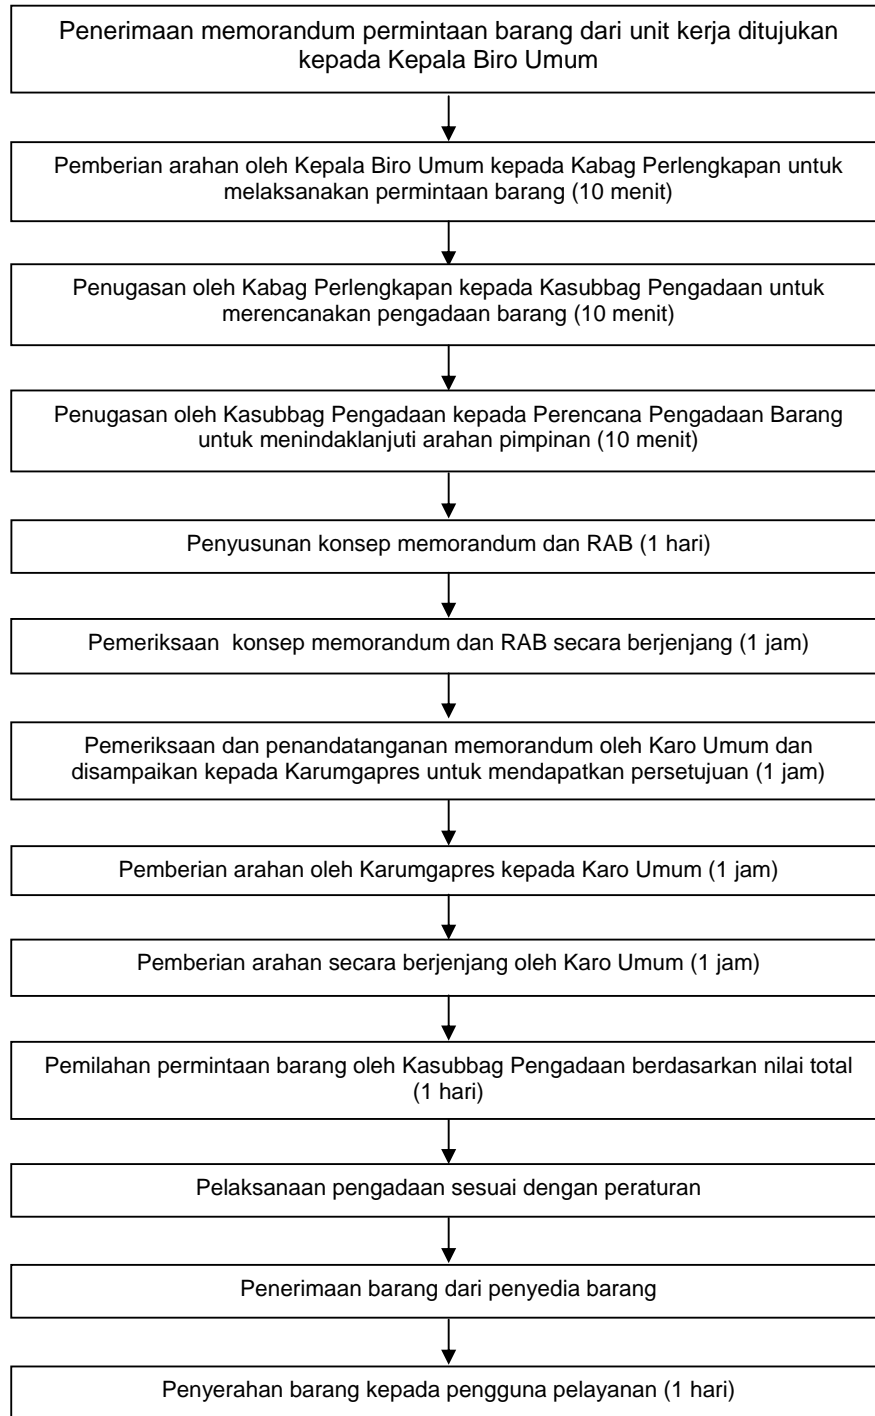 Penerimaan memorandum permintaan barang dari unit kerja ditujukan
kepada Kepala Biro Umum
Pemberian arahan oleh Kepala Biro Umum kepada Kabag Perlengkapan untuk
melaksanakan permintaan barang (10 menit)
Penugasan oleh Kabag Perlengkapan kepada Kasubbag Pengadaan untuk
merencanakan pengadaan barang (10 menit)
Penugasan oleh Kasubbag Pengadaan kepada Perencana Pengadaan Barang
untuk menindaklanjuti arahan pimpinan (10 menit)
Penyusunan konsep memorandum dan RAB (1 hari)
Pemeriksaan konsep memorandum dan RAB secara berjenjang (1 jam)
Pemeriksaan dan penandatanganan memorandum oleh Karo Umum dan
disampaikan kepada Karumgapres untuk mendapatkan persetujuan (1 jam)
Pemberian arahan oleh Karumgapres kepada Karo Umum (1 jam)
Pemberian arahan secara berjenjang oleh Karo Umum (1 jam)
Pemilahan permintaan barang oleh Kasubbag Pengadaan berdasarkan nilai total
(1 hari)
Pelaksanaan pengadaan sesuai dengan peraturan
Penerimaan barang dari penyedia barang
Penyerahan barang kepada pengguna pelayanan (1 hari)